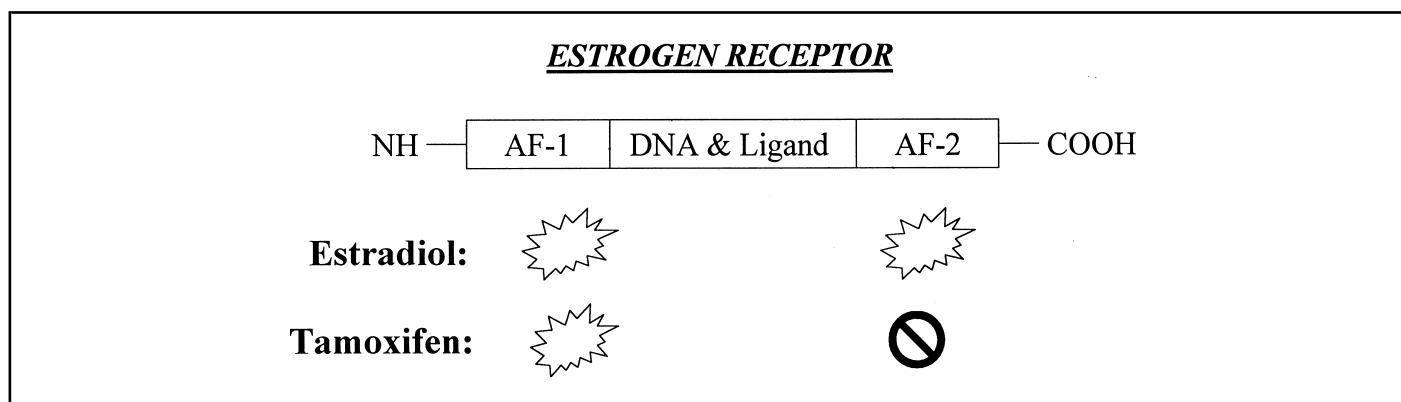 ESTROGEN RECEPTOR
NH AF-1 DNA & Ligand AF-2 COOH
Estradiol:
Tamoxifen: